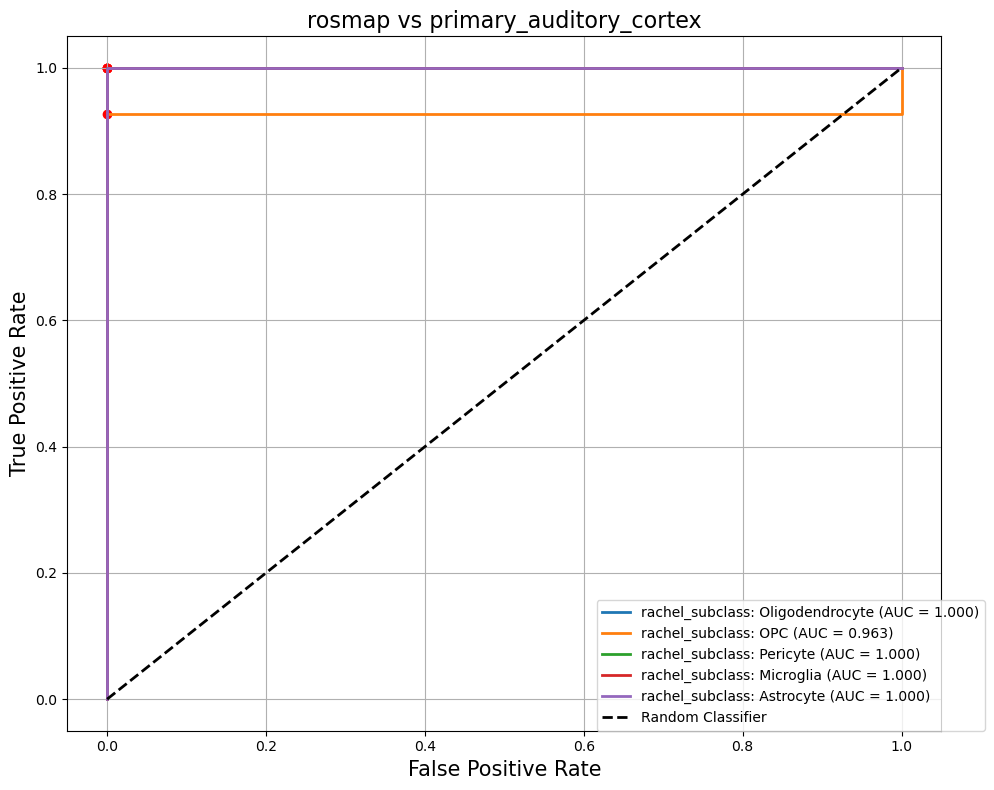 rosmap vs primary_auditory_cortex
True Positive Rate
1.0
0.8
0.6
0.4
0.2
0.0
rachel_subclass: Oligodendrocyte (AUC = 1.000)
rachel_subclass: OPC (AUC = 0.963)
rachel_subclass: Pericyte (AUC = 1.000)
rachel_subclass: Microglia (AUC = 1.000)
rachel_subclass: Astrocyte (AUC = 1.000)
Random Classifier
0.0 0.2 0.4 0.6 0.8 1.0
False Positive Rate